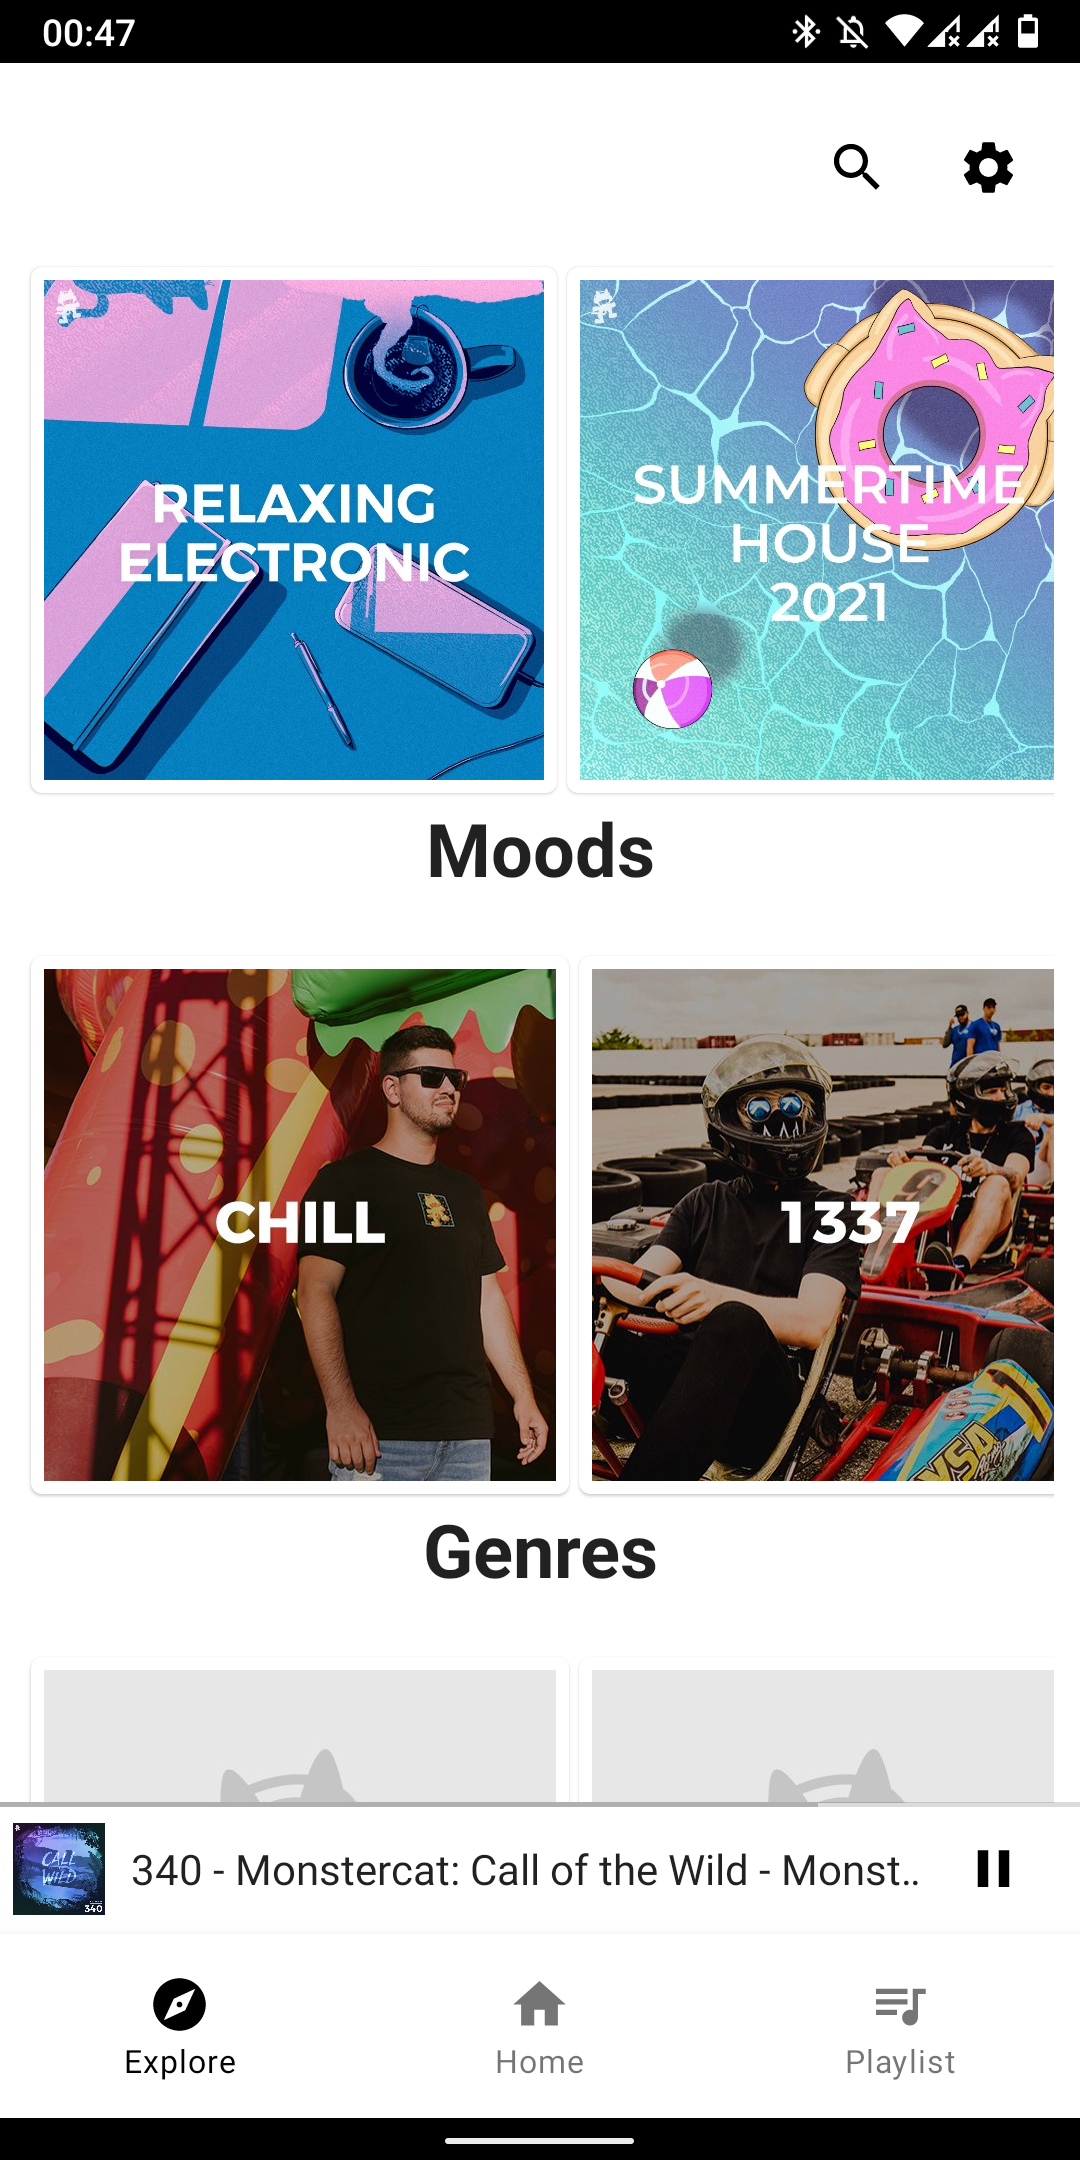 00:47
RELAXING
ELECTRONIC
SUMMERTIME
HOUSE
2021
Moods
CHILL
1337
Genres
CALL
WILD
340
340 - Monstercat: Call of the Wild - Monst..
Explore
Home
Playlist